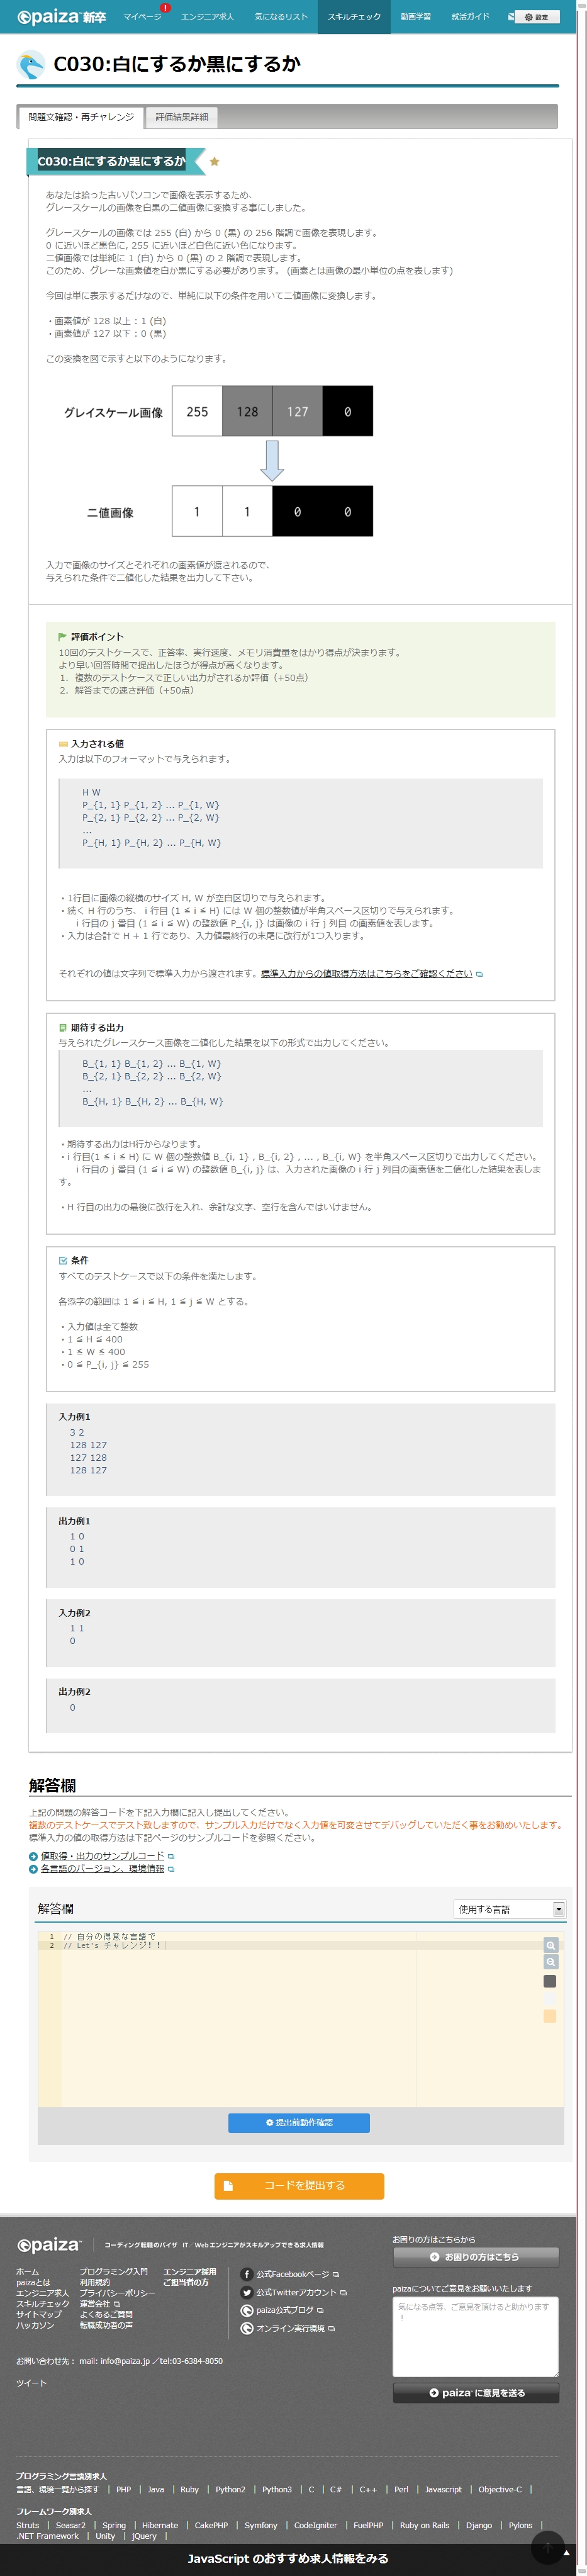 paiza新卒 マイページ ! エンジニア求人 気になるリスト スキルチェック 動画学習 就活ガイド 設定
C030:白にするか黒にするか
問題文確認・再チャレンジ 評価結果詳細
C030:白にするか黒にするか
あなたは拾った古いパソコンで画像を表示するため、
グレースケールの画像を白黒の二値画像に変換する事にしました。
グレースケールの画像では 255 (白) から 0 (黒) の 256 階調で画像を表現します。
0 に近いほど黒色に, 255 に近いほど白色に近い色になります。
二値画像では単純に 1 (白) から 0 (黒) の 2 階調で表現します。
このため、グレーな画素値を白か黒にする必要があります。 (画素とは画像の最小単位の点を表します)
今回は単に表示するだけなので、単純に以下の条件を用いて二値画像に変換します。
・画素値が 128 以上 : 1 (白)
・画素値が 127 以下 : 0 (黒)
この変換を図で示すと以下のようになります。
グレイスケール画像 255 128 127 0
二値画像 1 1 0 0
入力で画像のサイズとそれぞれの画素値が渡されるので、
与えられた条件で二値化した結果を出力して下さい。
評価ポイント
10回のテストケースで、正答率、実行速度、メモリ消費量をはかり得点が決まります。
より早い回答時間で提出したほうが得点が高くなります。
1. 複数のテストケースで正しい出力がされるか評価（+50点）
2. 解答までの速さ評価（+50点）
入力される値
入力は以下のフォーマットで与えられます。
H W
P_{1, 1} P_{1, 2} ... P_{1, W}
P_{2, 1} P_{2, 2} ... P_{2, W}
...
P_{H, 1} P_{H, 2} ... P_{H, W}
・1行目に画像の縦横のサイズ H, W が空白区切りで与えられます。
・続く H 行のうち、 i 行目 (1 ≦ i ≦ H) には W 個の整数値が半角スペース区切りで与えられます。
i 行目の j 番目 (1 ≦ i ≦ W) の整数値 P_{i, j} は画像の i 行 j 列目 の画素値を表します。
・入力は合計で H + 1 行であり、入力値最終行の末尾に改行が1つ入ります。
それぞれの値は文字列で標準入力から渡されます。標準入力からの値取得方法はこちらをご確認ください
期待する出力
与えられたグレースケース画像を二値化した結果を以下の形式で出力してください。
B_{1, 1} B_{1, 2} ... B_{1, W}
B_{2, 1} B_{2, 2} ... B_{2, W}
...
B_{H, 1} B_{H, 2} ... B_{H, W}
・期待する出力はH行からなります。
・i 行目(1 ≦ i ≦ H) に W 個の整数値 B_{i, 1} , B_{i, 2} , ... , B_{i, W} を半角スペース区切りで出力してください。
i 行目の j 番目 (1 ≦ i ≦ W) の整数値 B_{i, j} は、入力された画像の i 行 j 列目の画素値を二値化した結果を表しま
す。
・H 行目の出力の最後に改行を入れ、余計な文字、空行を含んではいけません。
条件
すべてのテストケースで以下の条件を満たします。
各添字の範囲は 1 ≦ i ≦ H, 1 ≦ j ≦ W とする。
・入力値は全て整数
・1 ≦ H ≦ 400
・1 ≦ W ≦ 400
・0 ≦ P_{i, j} ≦ 255
入力例1
3 2
128 127
127 128
128 127
出力例1
1 0
0 1
1 0
入力例2
1 1
0
出力例2
0
解答欄
上記の問題の解答コードを下記入力欄に記入し提出してください。
複数のテストケースでテスト致しますので、サンプル入力だけでなく入力値を可変させてデバッグしていただく事をお勧めいたします。
標準入力の値の取得方法は下記ページのサンプルコードを参照ください。
値取得・出力のサンプルコード
各言語のバージョン、環境情報
解答欄 使用する言語
1 // 自分の得意な言語で
2 // Let's チャレンジ！！
提出前動作確認
コードを提出する
paiza コーディング転職のパイザ IT／Webエンジニアがスキルアップできる求人情報
お困りの方はこちらから
お困りの方はこちら
ホーム プログラミング入門 エンジニア採用
paizaとは 利用規約 ご担当者の方
エンジニア求人 プライバシーポリシー
スキルチェック 運営会社
サイトマップ よくあるご質問
ハッカソン 転職成功者の声
公式Facebookページ
公式Twitterアカウント
paiza公式ブログ
オンライン実行環境
paizaについてご意見をお願いいたします
気になる点等、ご意見を頂けると助かります
！
paizaに意見を送る
お問い合わせ先： mail: info@paiza.jp ／tel:03-6384-8050
ツイート
プログラミング言語別求人
言語、環境一覧から探す | PHP | Java | Ruby | Python2 | Python3 | C | C# | C++ | Perl | Javascript | Objective-C |
フレームワーク別求人
Struts | Seasar2 | Spring | Hibernate | CakePHP | Symfony | CodeIgniter | FuelPHP | Ruby on Rails | Django | Pylons |
.NET Framework | Unity | jQuery |
JavaScript のおすすめ求人情報をみる